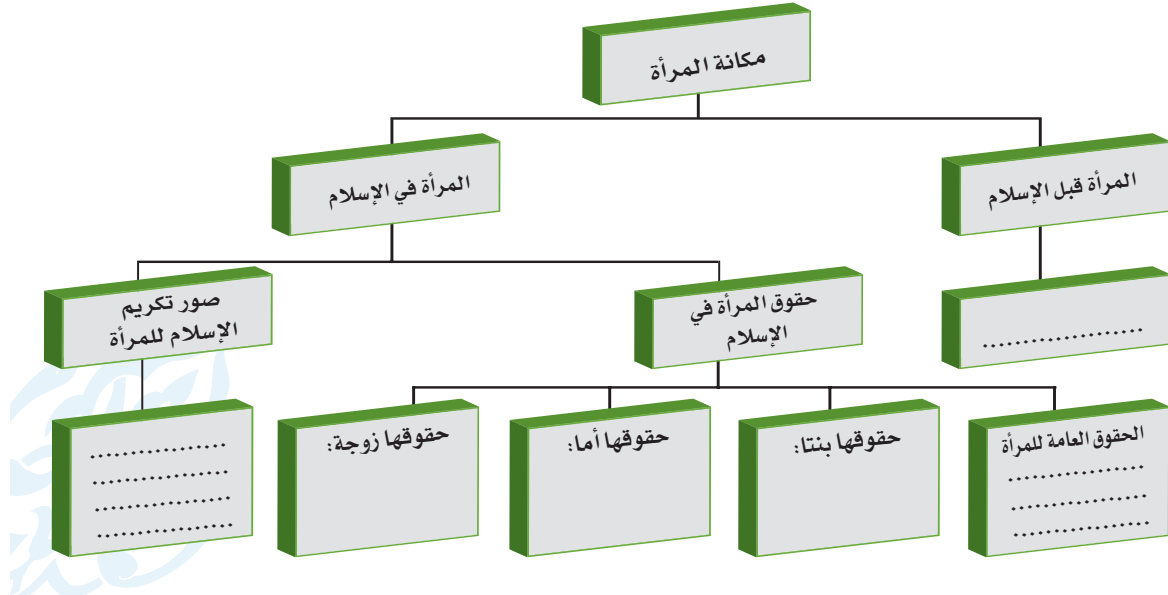 مكانة المرأة
المرأة قبل الإسلام
المرأة في الإسلام
...................
حقوق المرأة في
الإسلام
صور تكريم
الإسلام للمرأة
الحقوق العامة للمرأة
................
................
................
حقوقها بنتا:
حقوقها أما:
حقوقها زوجة:
................
................
................
................